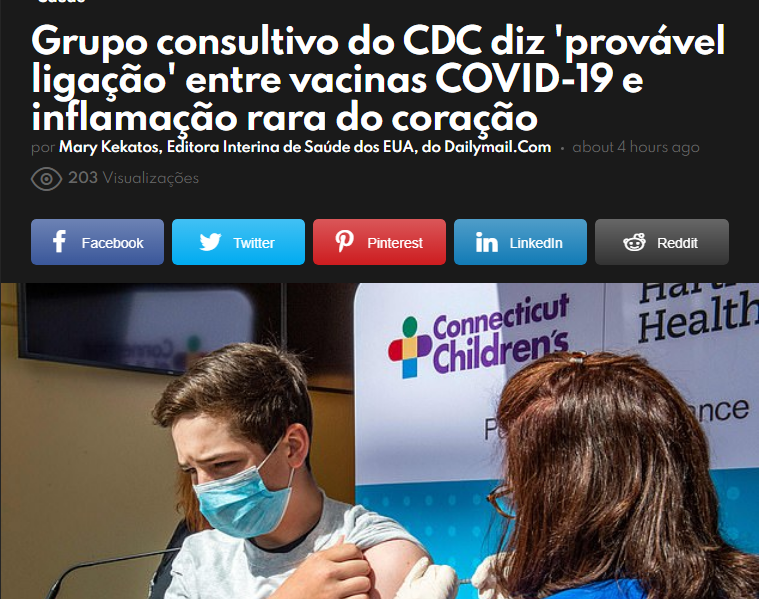 Grupo consultivo do CDC diz 'provável
ligação' entre vacinas COVID-19 e
inflamação rara do coração
por Mary Kekatos, Editora Interina de Saúde dos EUA, do Dailymail.Com • about 4 hours ago
203 Visualizações
Facebook
Twitter
Pinterest
LinkedIn
Reddit
Connecticut
Children's
Health